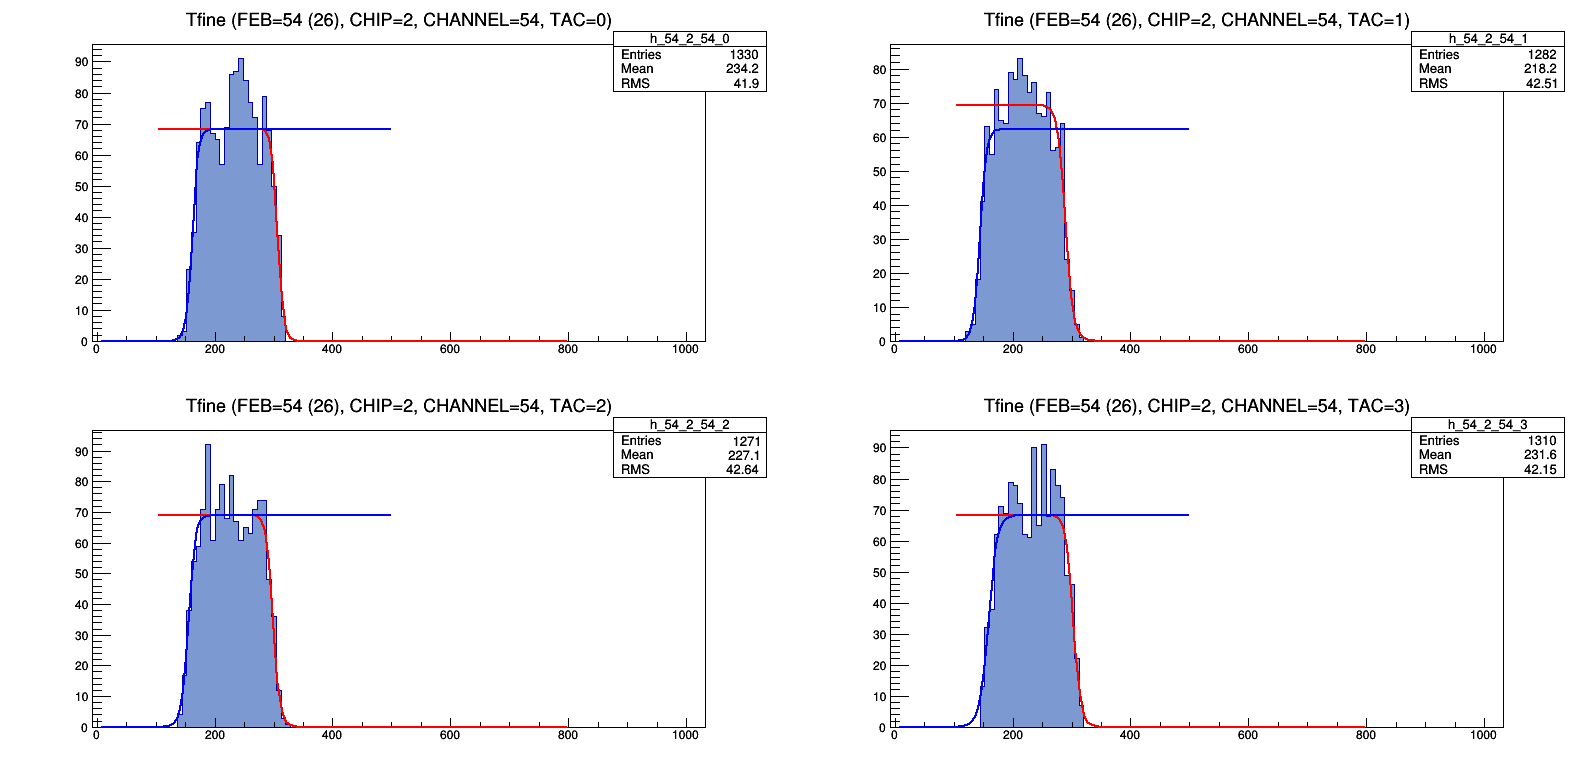 Tfine (FEB=54 (26), CHIP=2, CHANNEL=54, TAC=0)
h_54_2_54_0
Entries 1330
Mean 234.2
RMS 41.9
90
80
70
60
50
40
30
20
10
0
0 200 400 600 800 1000
Tfine (FEB=54 (26), CHIP=2, CHANNEL=54, TAC=1)
h_54_2_54_1
Entries 1282
Mean 218.2
RMS 42.51
80
70
60
50
40
30
20
10
0
0 200 400 600 800 1000
Tfine (FEB=54 (26), CHIP=2, CHANNEL=54, TAC=2)
h_54_2_54_2
Entries 1271
Mean 227.1
RMS 42.64
90
80
70
60
50
40
30
20
10
0
0 200 400 600 800 1000
Tfine (FEB=54 (26), CHIP=2, CHANNEL=54, TAC=3)
h_54_2_54_3
Entries 1310
Mean 231.6
RMS 42.15
90
80
70
60
50
40
30
20
10
0
0 200 400 600 800 1000